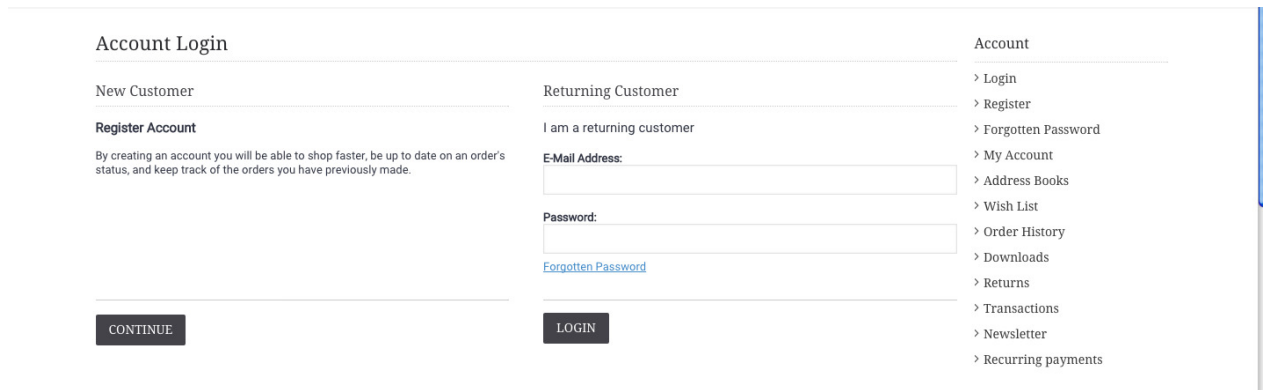 Account Login
New Customer
Register Account
By creating an account you will be able to shop faster, be up to date on an order's
status, and keep track of the orders you have previously made.
CONTINUE
Returning Customer
I am a returning customer
E-Mail Address:
Password:
Forgotten Password
LOGIN
Account
> Login
> Register
> Forgotten Password
> My Account
> Address Books
> Wish List
> Order History
> Downloads
> Returns
> Transactions
> Newsletter
> Recurring payments